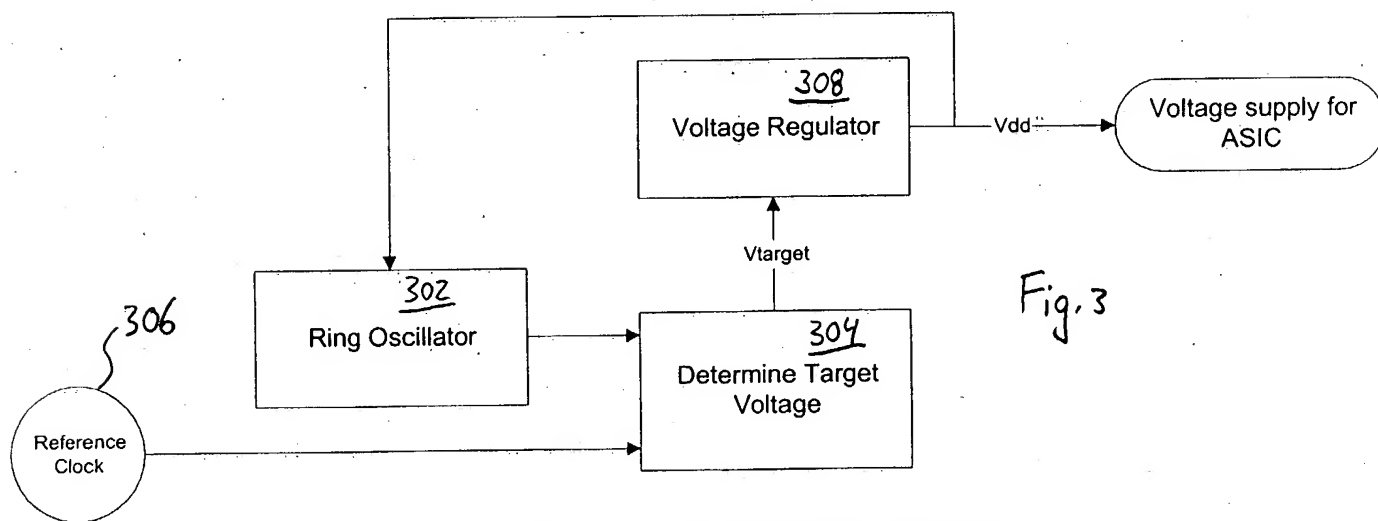 308
Voltage Regulator
Vdd
Voltage supply for
ASIC
Vtarget
302
Ring Oscillator
306
304
Determine Target
Voltage
Fig. 3
Reference
Clock